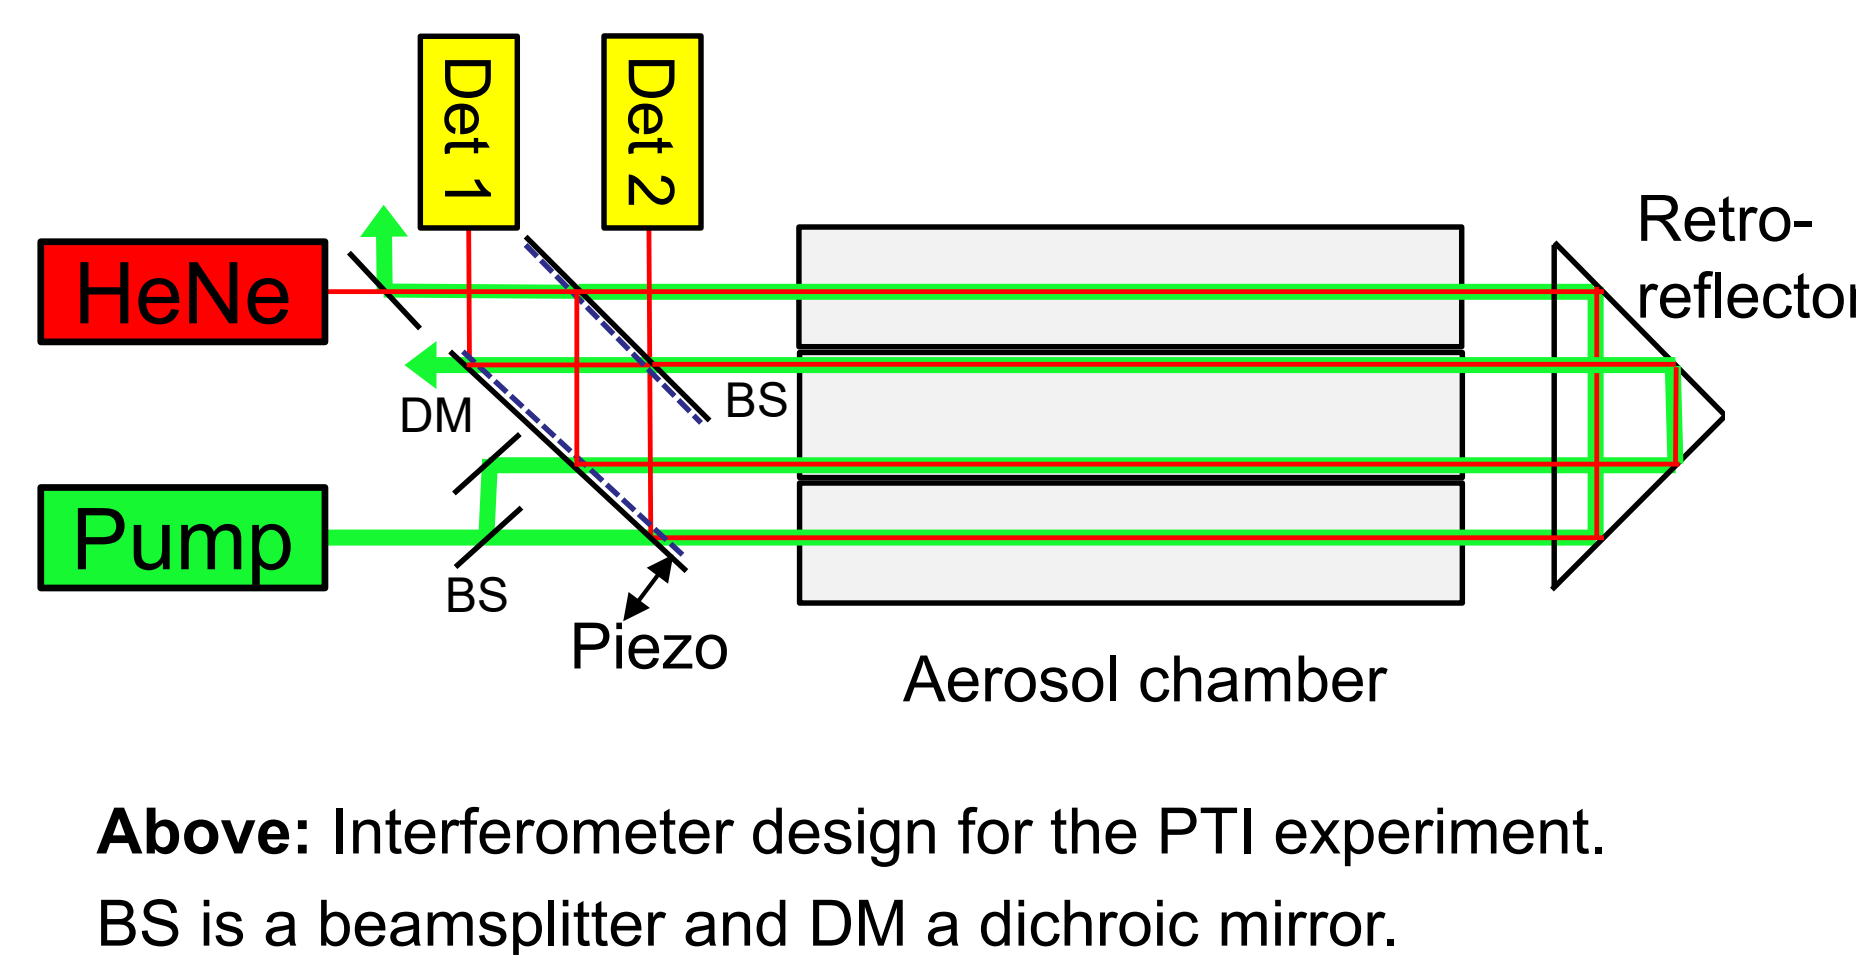 Det 1
Det 2
HeNe
Retro-
reflector
DM
BS
Pump
BS
Piezo
Aerosol chamber
Above: Interferometer design for the PTI experiment.
BS is a beamsplitter and DM a dichroic mirror.